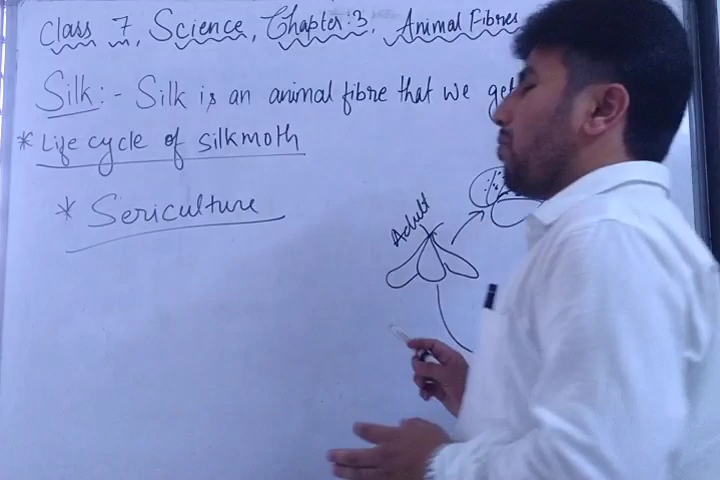 Class 7, Science, Chapter:3, Animal Fibres
Silk:- Silk is an animal fibre that we get
* Life cycle of silkmoth
* Sericulture
Adult